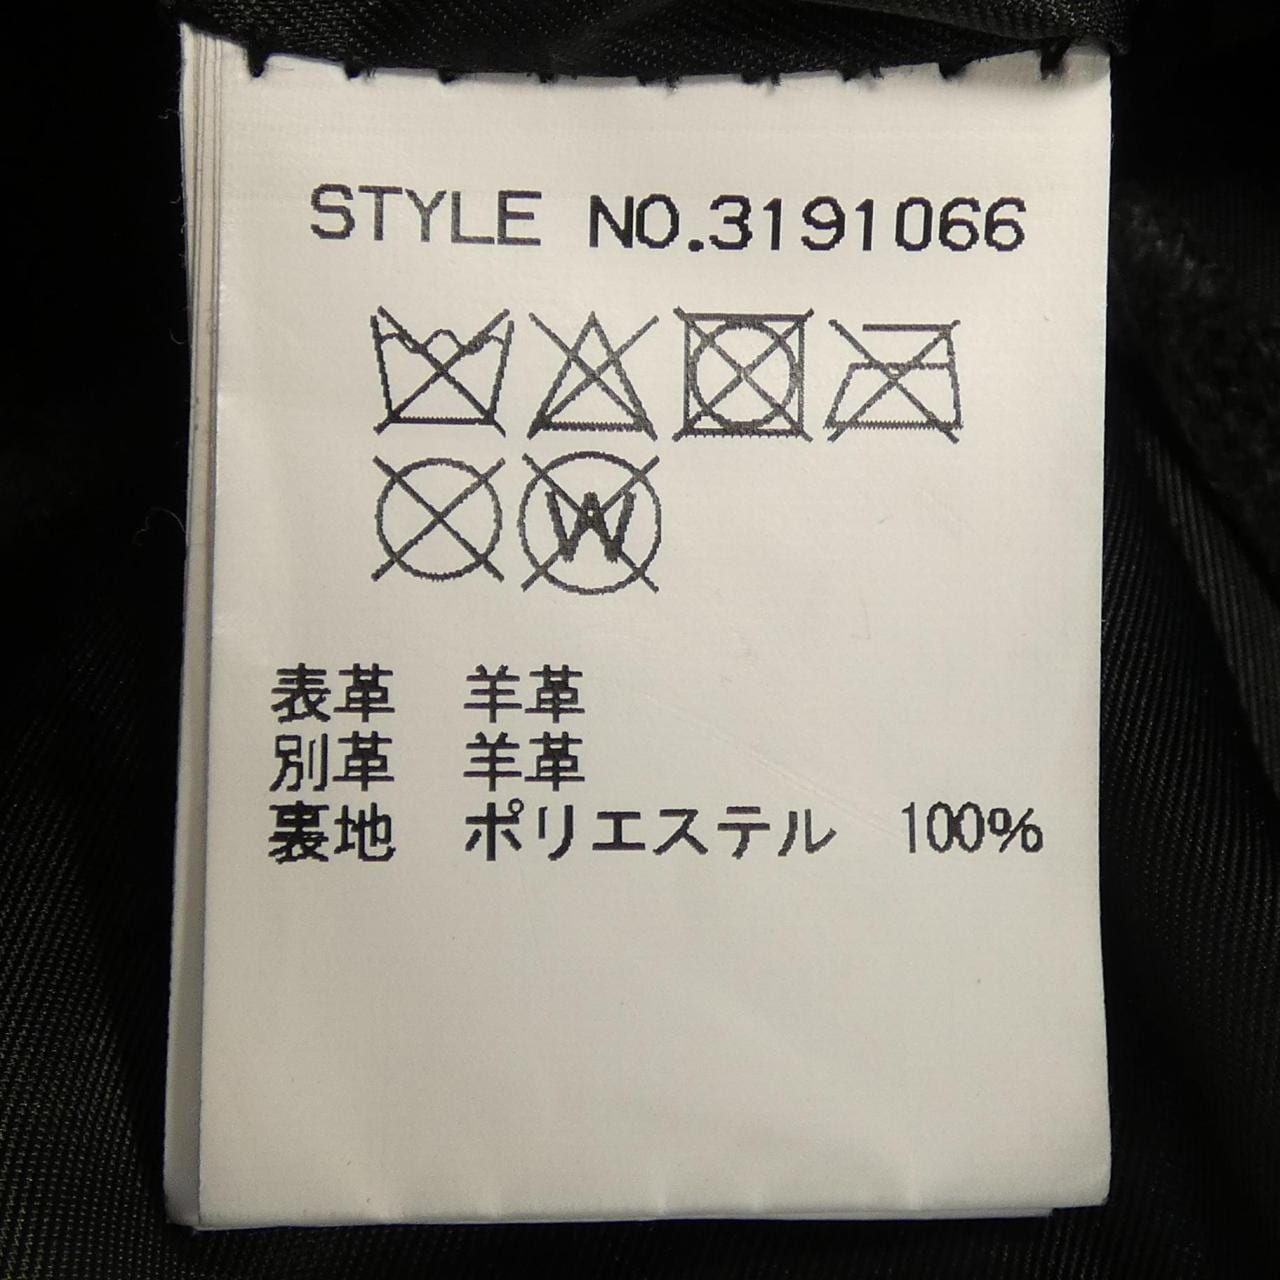 STYLE NO.3191066
W
表革 羊革
別革 羊革
裏地 ポリエステル 100%